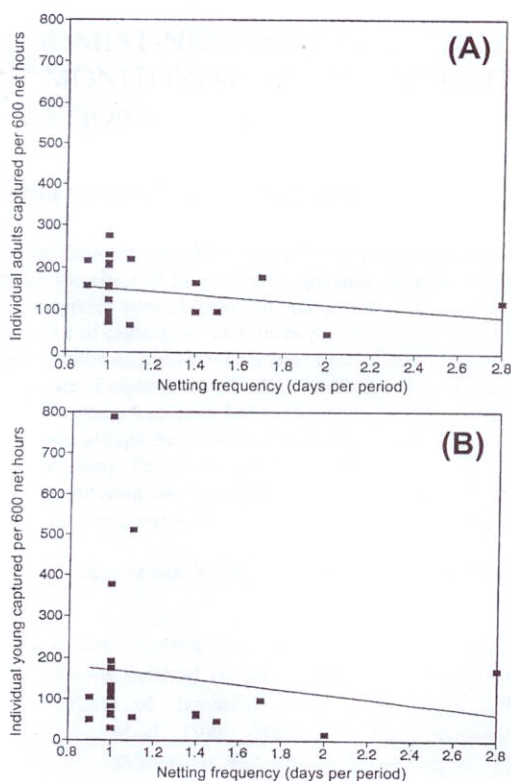 (A)
Individual adults captured per 600 net hours
800
700
600
500
400
300
200
100
0
0.8 1 1.2 1.4 1.6 1.8 2 2.2 2.4 2.6 2.8
Netting frequency (days per period)
(B)
Individual young captured per 600 net hours
800
700
600
500
400
300
200
100
0
0.8 1 1.2 1.4 1.6 1.8 2 2.2 2.4 2.6 2.8
Netting frequency (days per period)